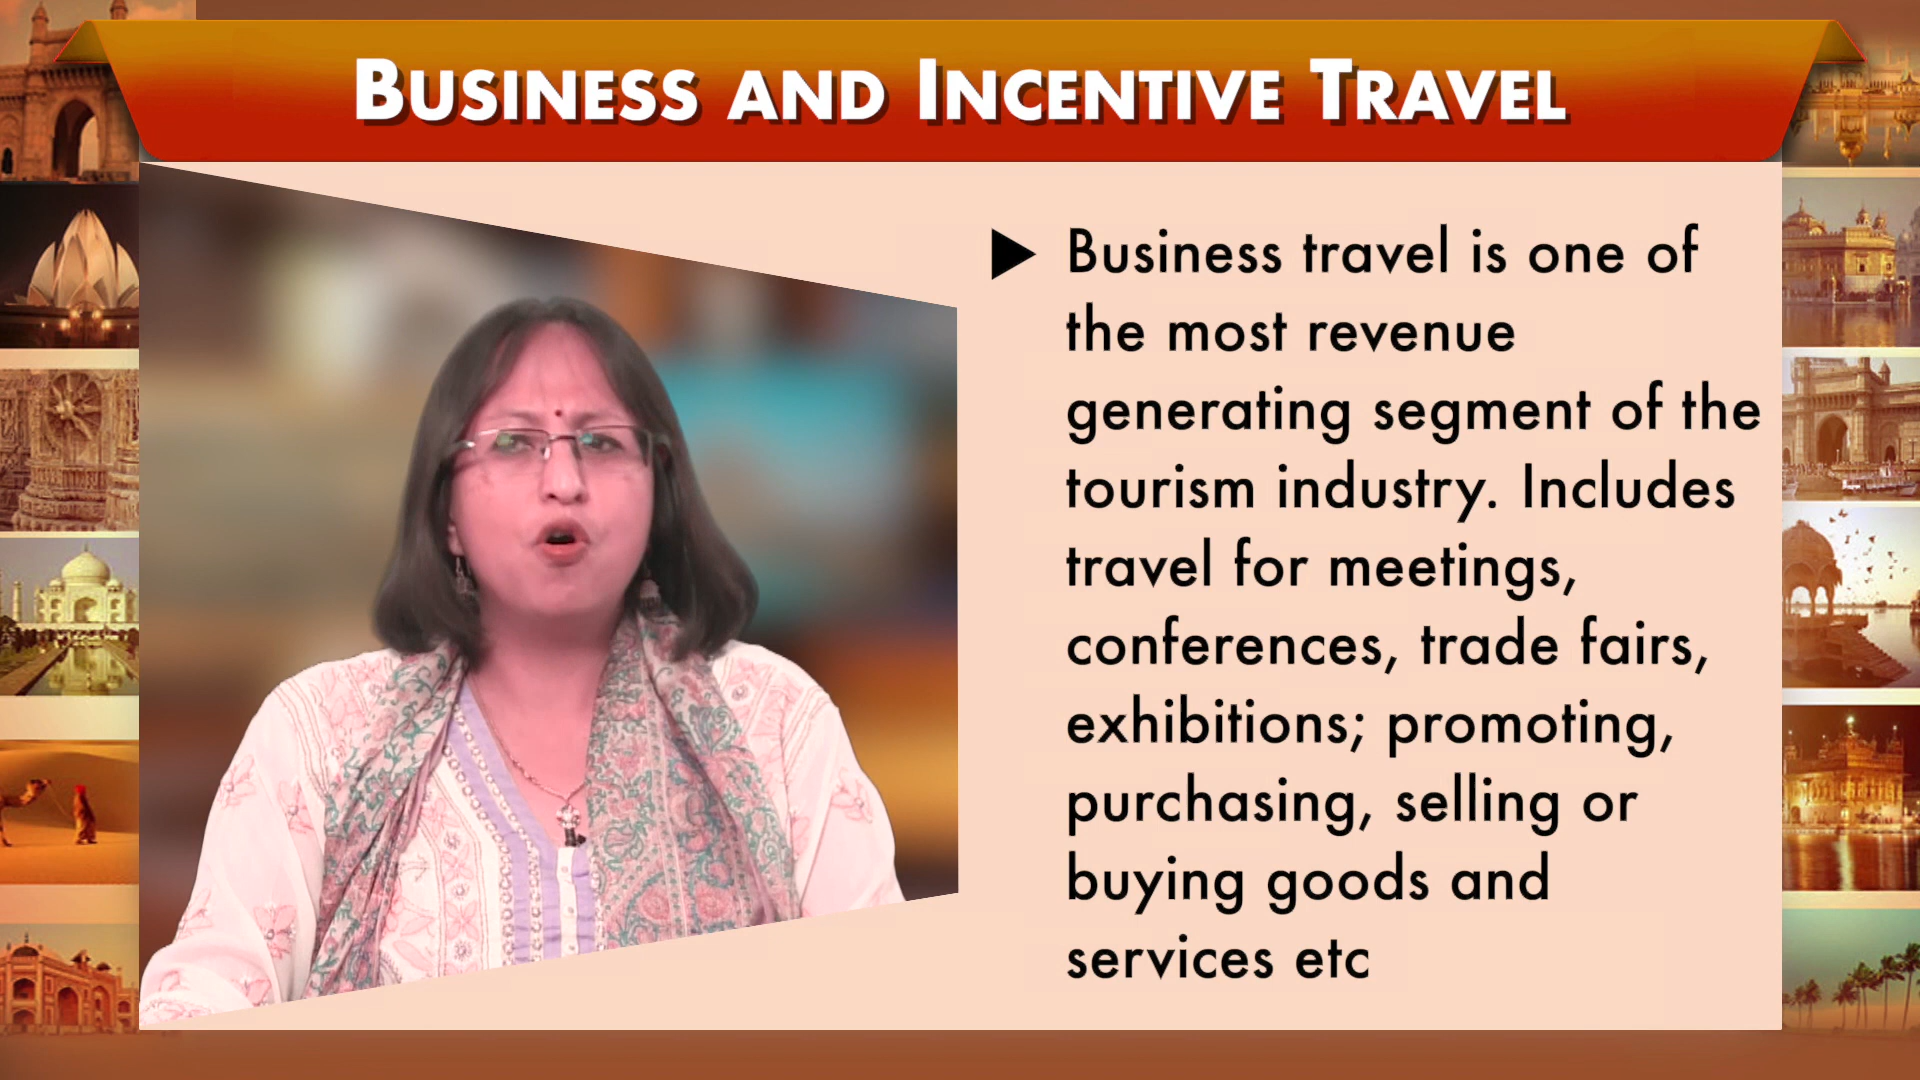 BUSINESS AND INCENTIVE TRAVEL
Business travel is one of
the most revenue
generating segment of the
tourism industry. Includes
travel for meetings,
conferences, trade fairs,
exhibitions; promoting,
purchasing, selling or
buying goods and
services etc